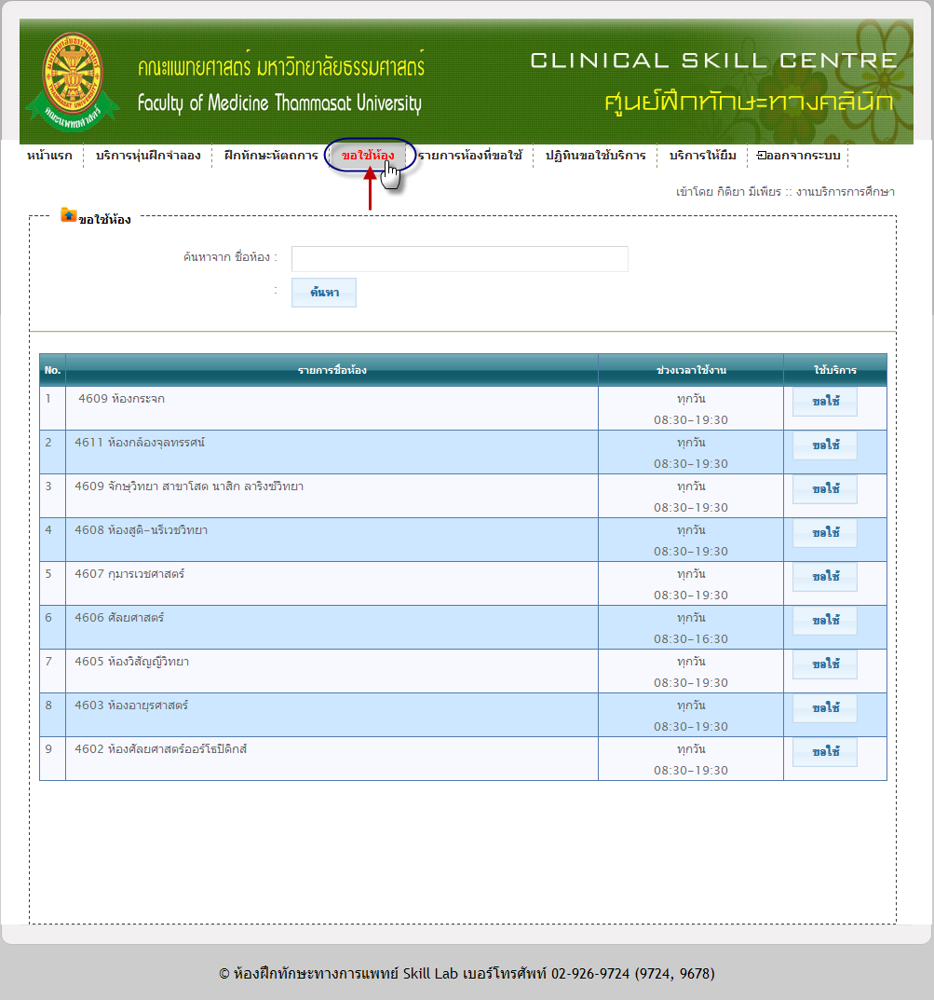 คณะแพทยศาสตร์ มหาวิทยาลัยธรรมศาสตร์
Faculty of Medicine Thammasat University
CLINICAL SKILL CENTRE
ศูนย์ฝึกทักษะทางคลินิก
คณะแพทยศาสตร์
หน้าแรก บริการหุ่นฝึกจำลอง ฝึกทักษะหัตถการ ขอใช้ห้อง รายการห้องที่ขอใช้ ปฏิทินขอใช้บริการ บริการให้ยืม ออกจากระบบ
เข้าโดย กิติยา มีเพียร :: งานบริการการศึกษา
ขอใช้ห้อง
ค้นหาจาก ชื่อห้อง :
: ค้นหา
No. รายการชื่อห้อง ช่วงเวลาใช้งาน ใช้บริการ
1 4609 ห้องกระจก ทุกวัน ขอใช้
08:30-19:30
2 4611 ห้องกล้องจุลทรรศน์ ทุกวัน ขอใช้
08:30-19:30
3 4609 จักษุวิทยา สาขาโสต นาสิก ลาริงซ์วิทยา ทุกวัน ขอใช้
08:30-19:30
4 4608 ห้องสูติ-นรีเวชวิทยา ทุกวัน ขอใช้
08:30-19:30
5 4607 กุมารเวชศาสตร์ ทุกวัน ขอใช้
08:30-19:30
6 4606 ศัลยศาสตร์ ทุกวัน ขอใช้
08:30-16:30
7 4605 ห้องวิสัญญีวิทยา ทุกวัน ขอใช้
08:30-19:30
8 4603 ห้องอายุรศาสตร์ ทุกวัน ขอใช้
08:30-19:30
9 4602 ห้องศัลยศาสตร์ออร์โธปิดิกส์ ทุกวัน ขอใช้
08:30-19:30
© ห้องฝึกทักษะทางการแพทย์ Skill Lab เบอร์โทรศัพท์ 02-926-9724 (9724, 9678)